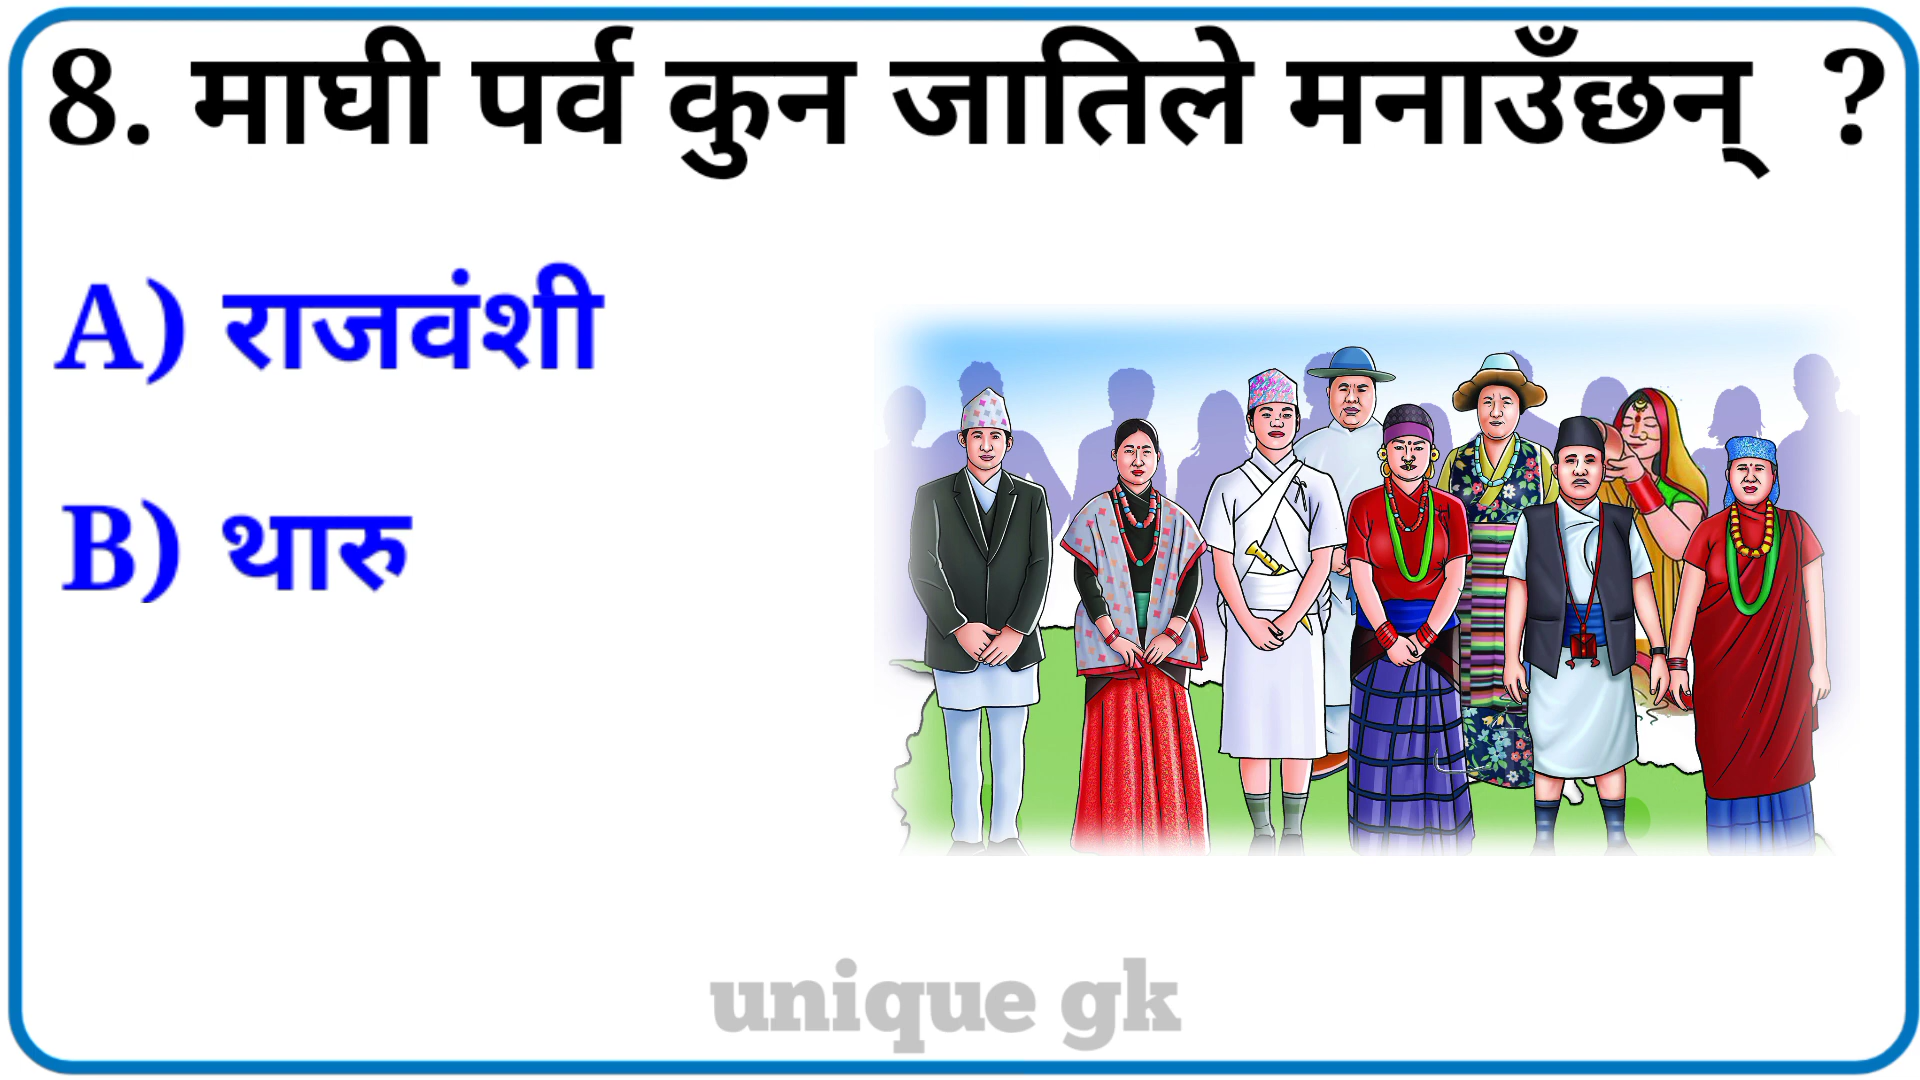 8. माघी पर्व कुन जातिले मनाउँछन् ?
A) राजवंशी
B) थारु
unique gk